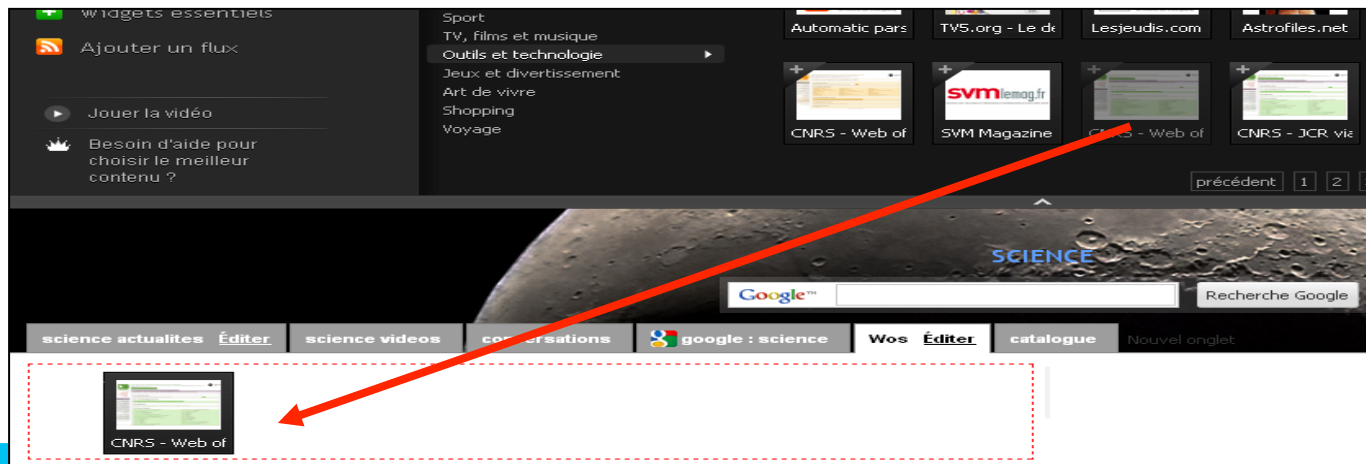 Widgets essentiels
Ajouter un flux
Jouer la vidéo
Besoin d'aide pour
choisir le meilleur
contenu ?
Sport
TV, films et musique
Outils et technologie
Jeux et divertissement
Art de vivre
Shopping
Voyage
Automatic pars
TV5.org - Le de
Lesjeudis.com
Astrofiles.net
svmlemag.fr
CNRS - Web of
SVM Magazine
CNRS - Web of
CNRS - JCR via
précédent 1 2
SCIENCE
Google™
Recherche Google
science actualites Éditer
science videos
conversations
google : science
Wos Éditer
catalogue
Nouvel onglet
CNRS - Web of